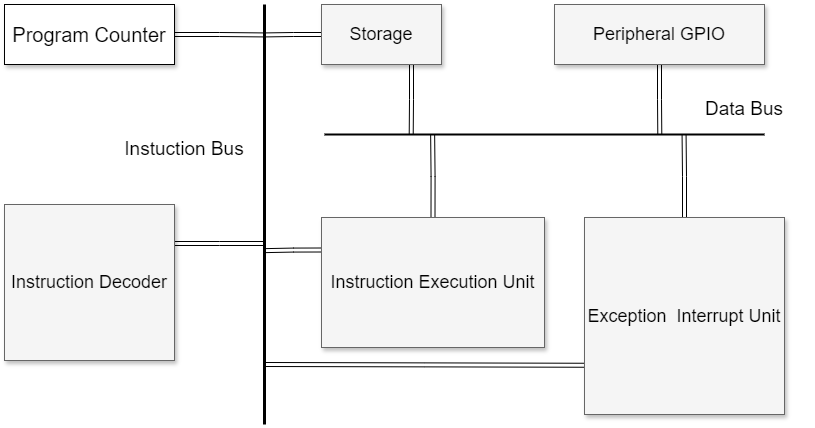 Program Counter
Storage
Peripheral GPIO
Data Bus
Instuction Bus
Instruction Decoder
Instruction Execution Unit
Exception  Interrupt Unit